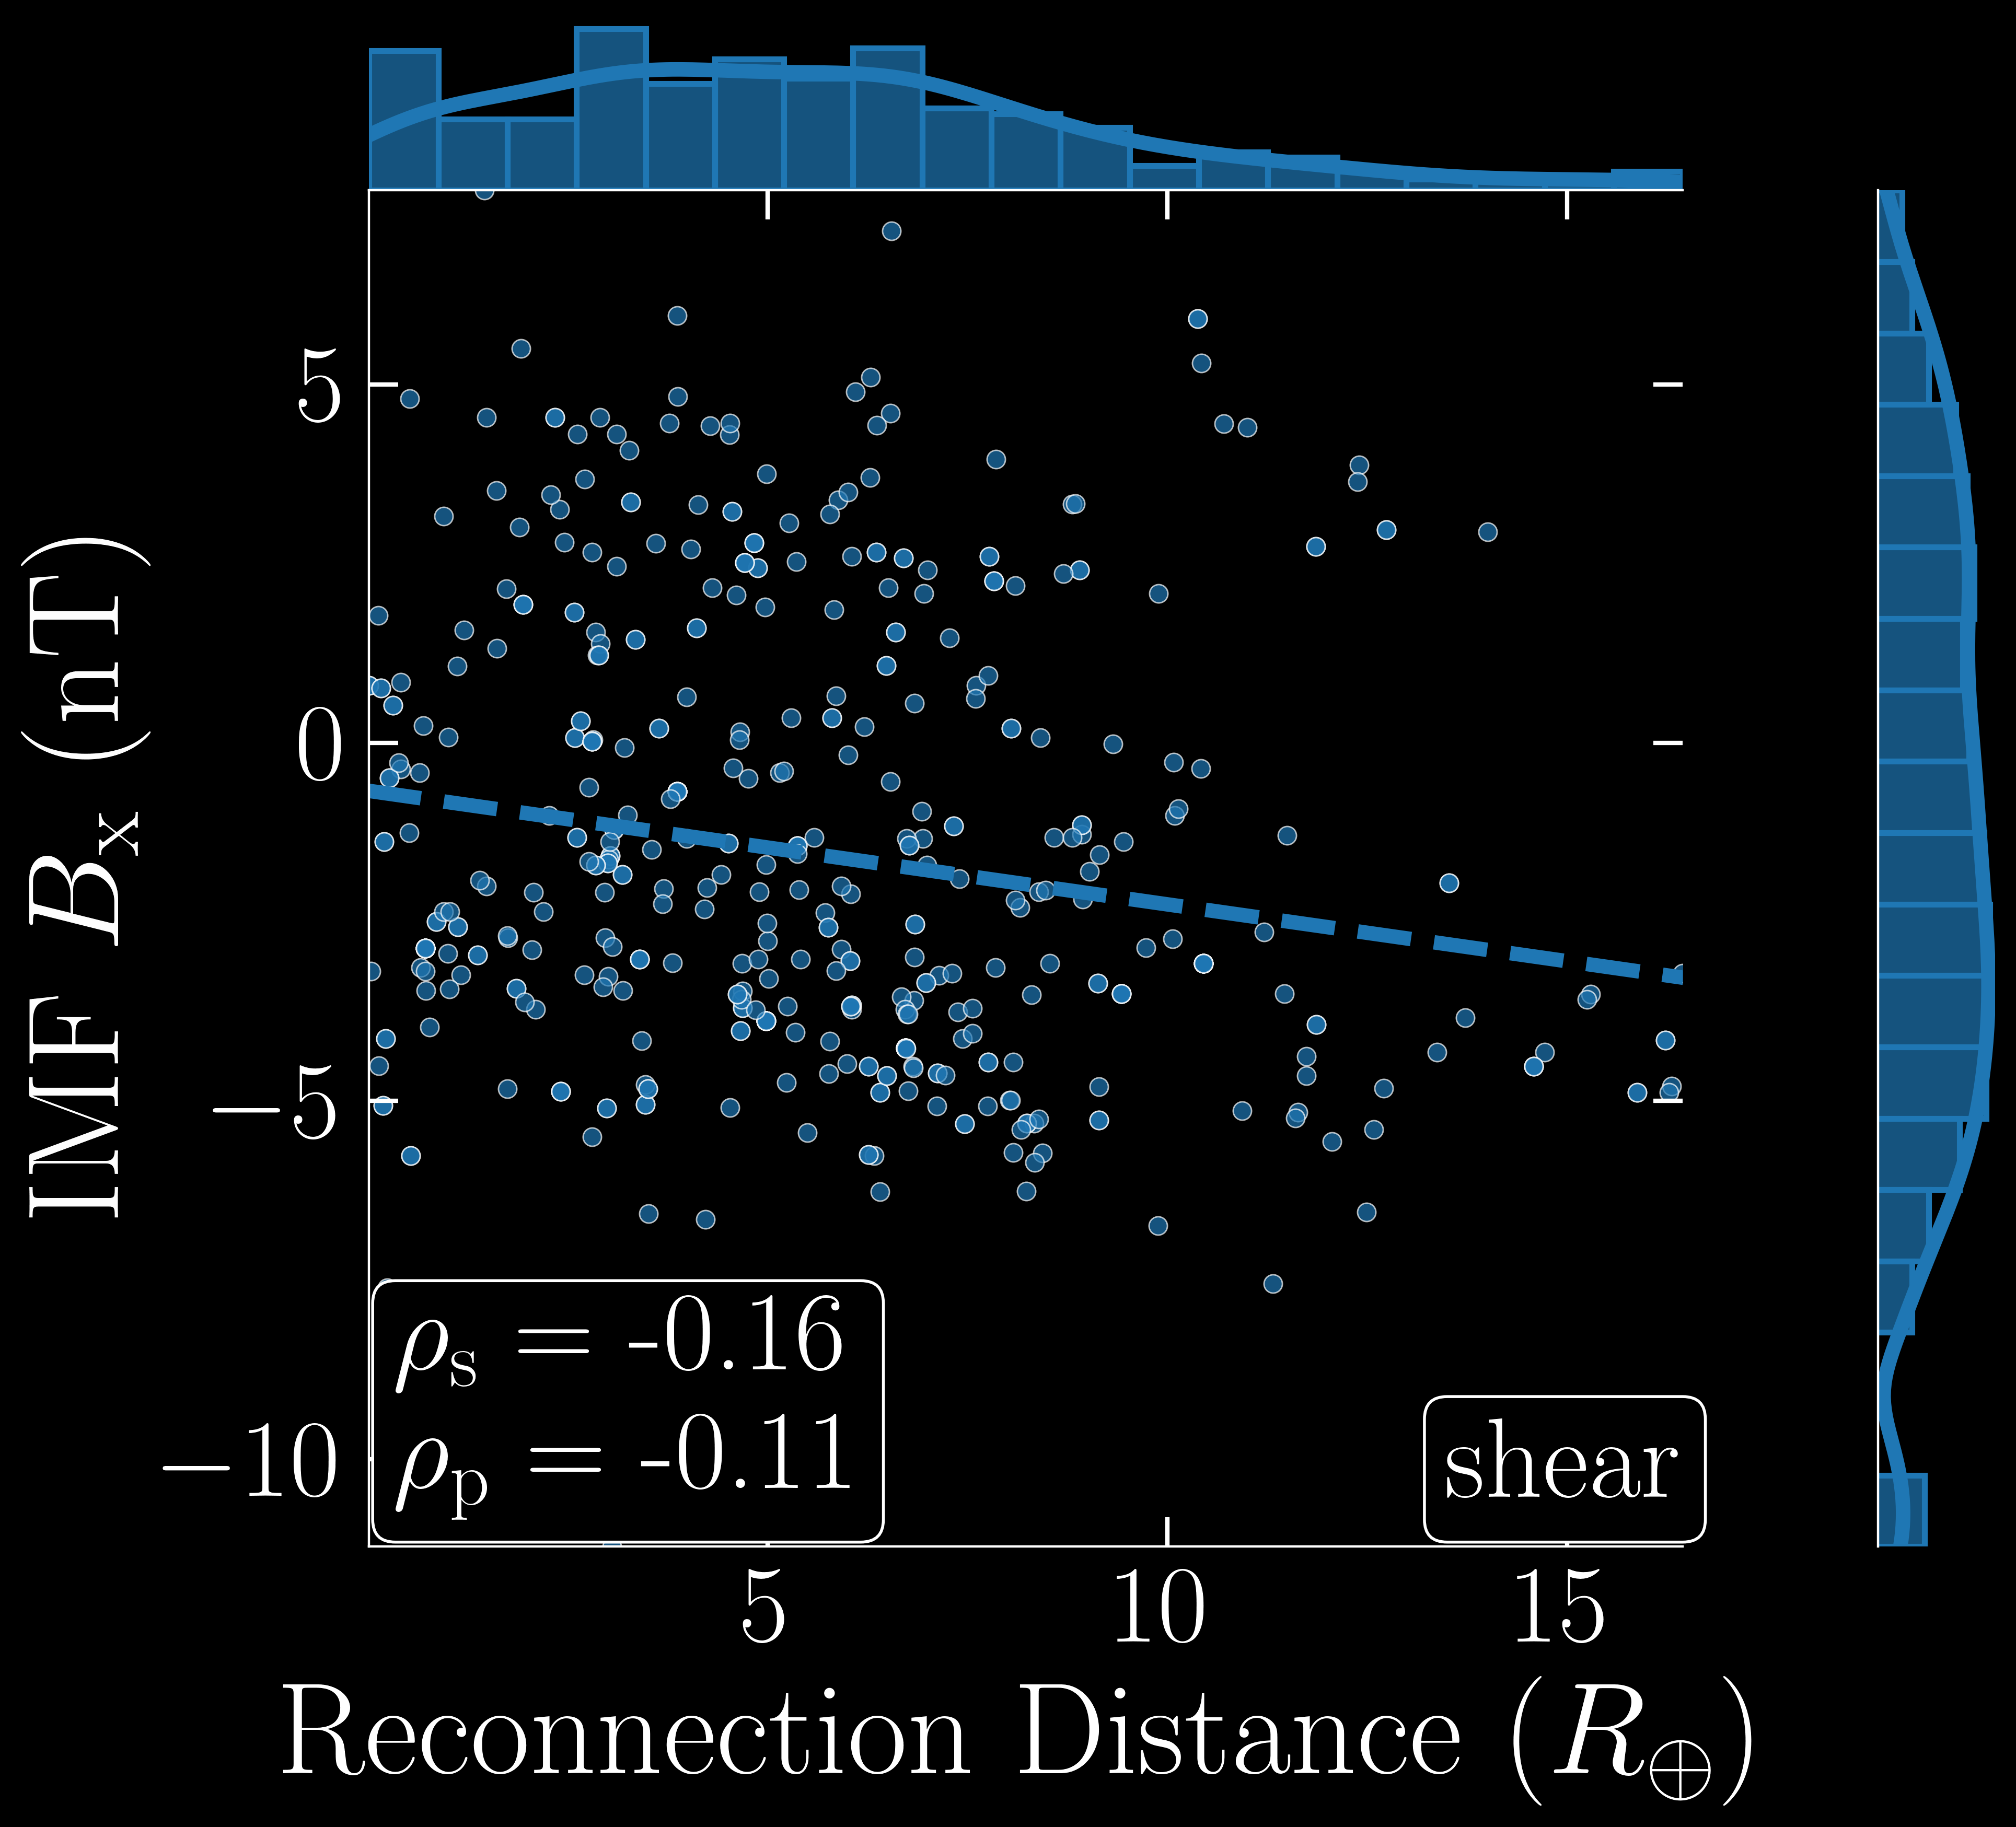 IMF Bₓ (nT)
5
0
−5
−10
ρₛ = -0.16
ρₚ = -0.11
shear
5 10 15
Reconnection Distance (R⊕)